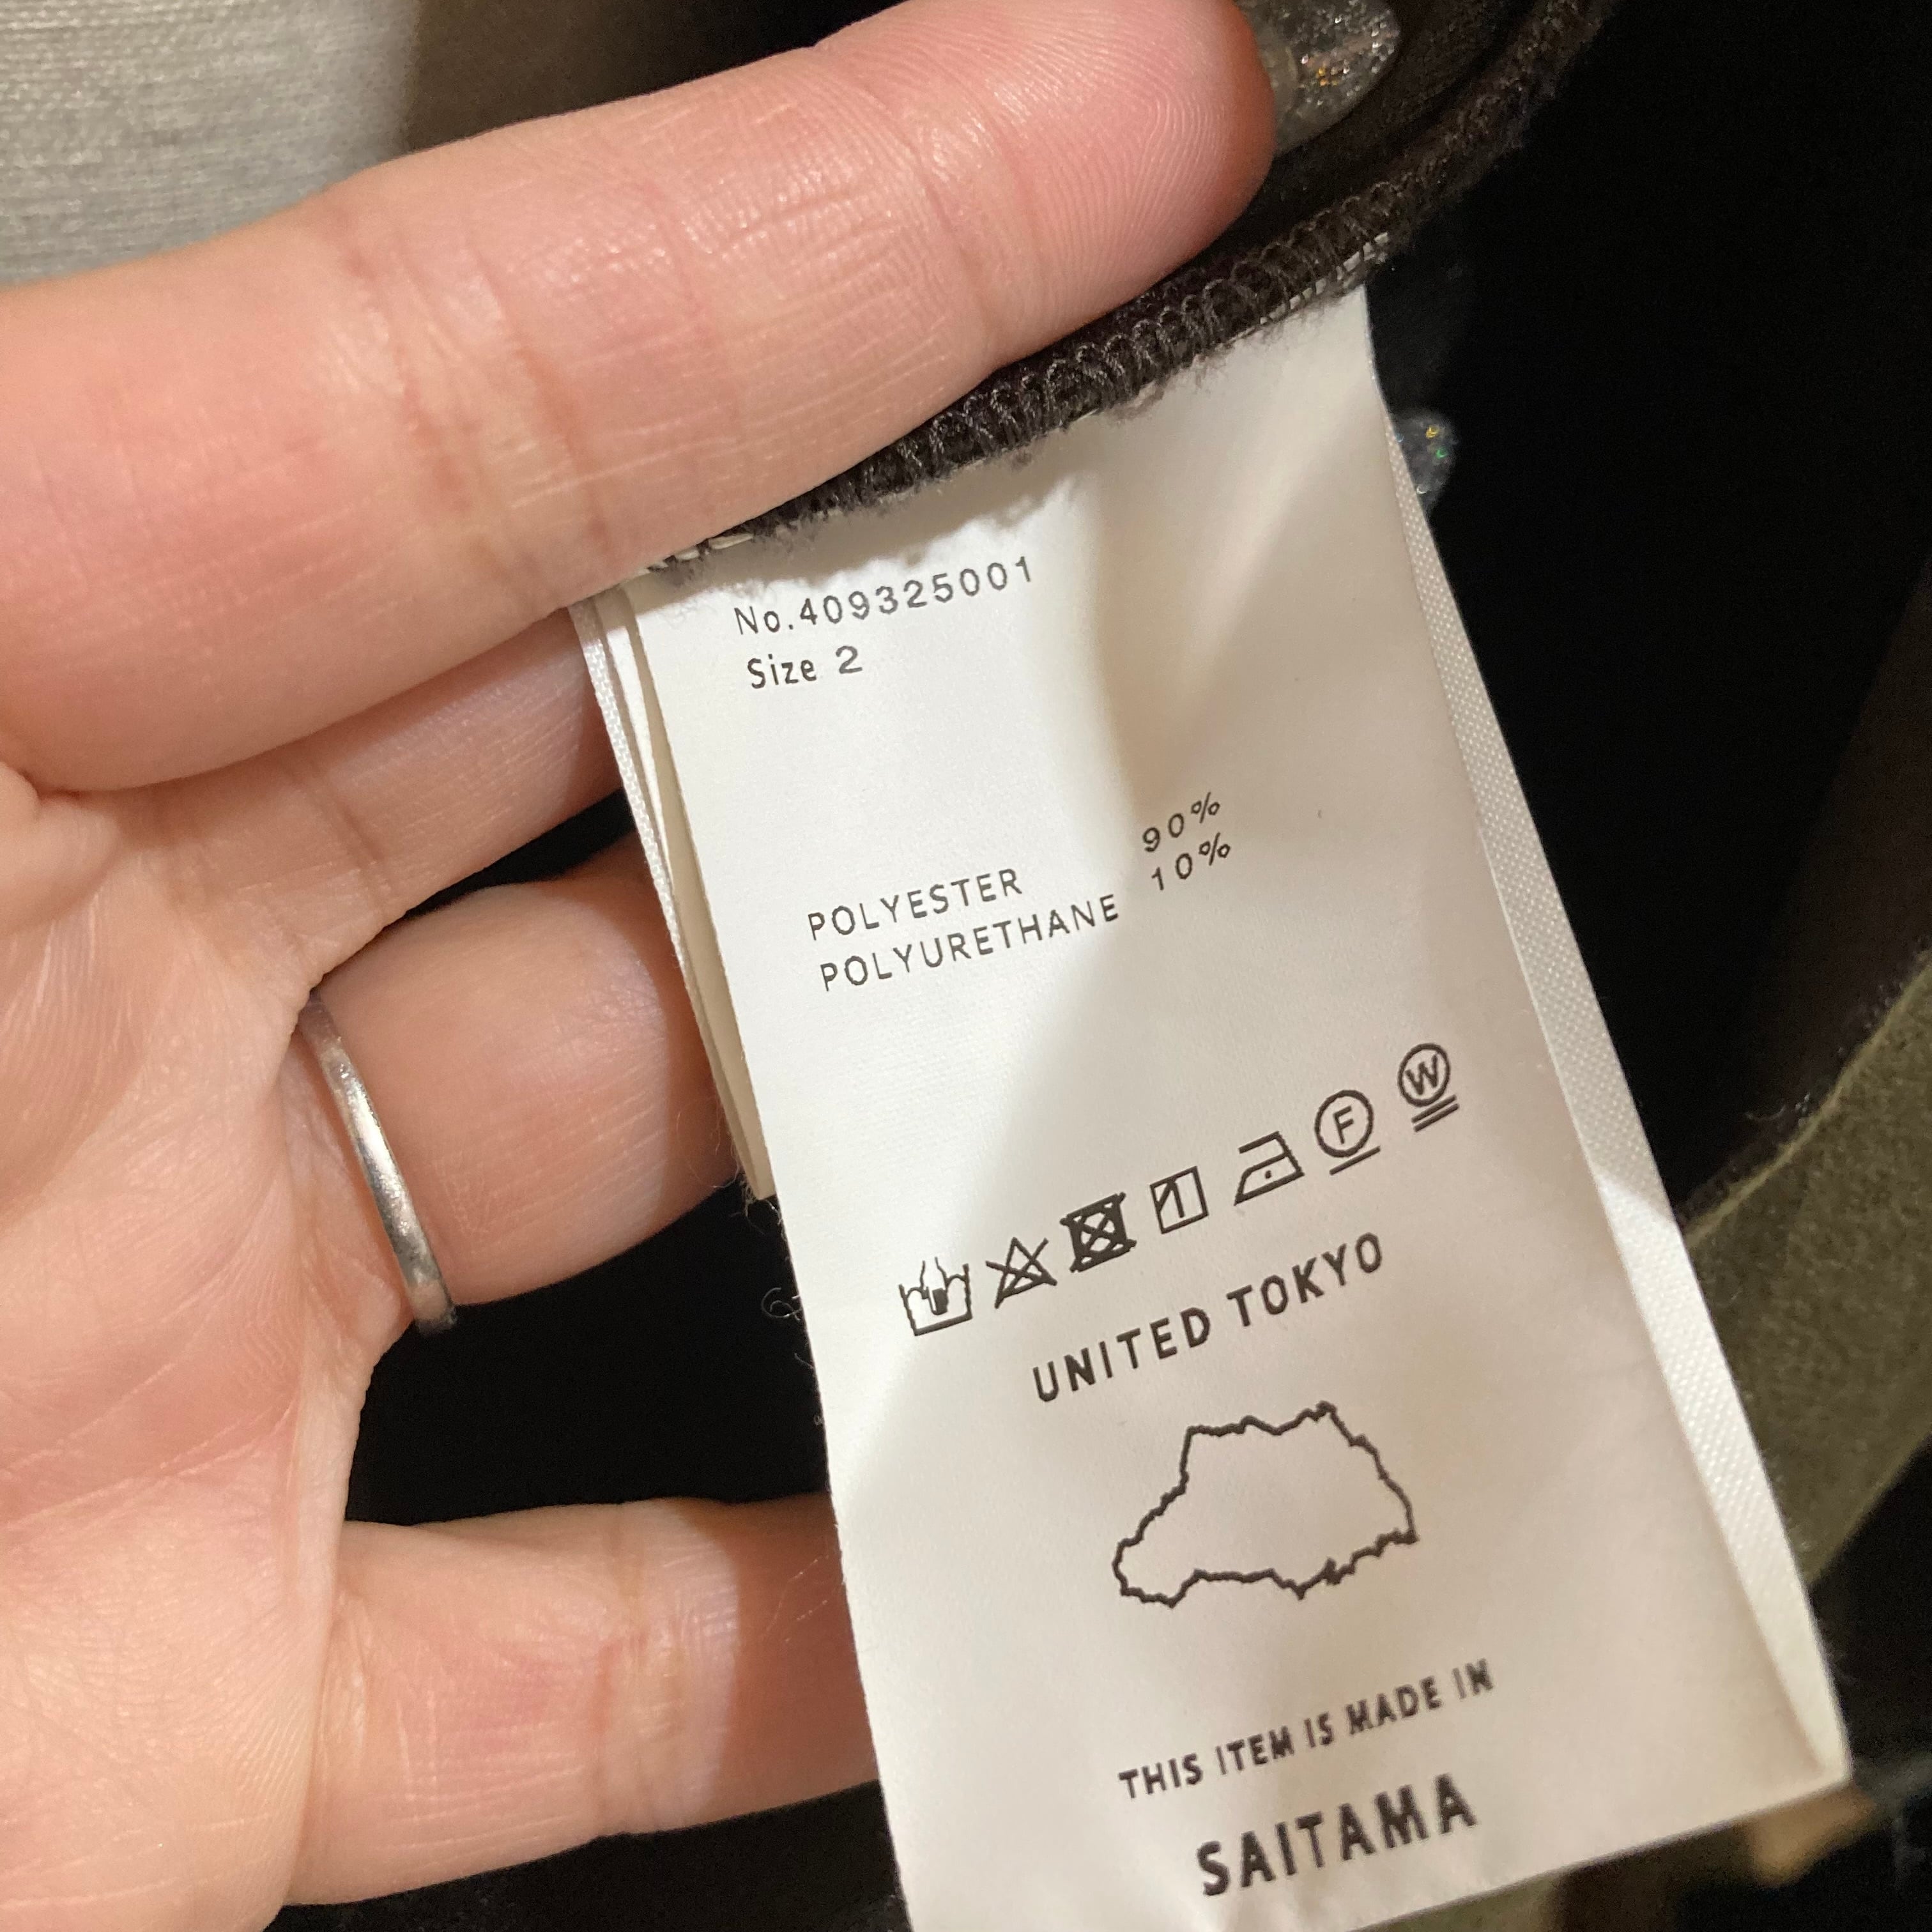 No.409325001
Size 2
POLYESTER 90%
POLYURETHANE 10%
F W
UNITED TOKYO
THIS ITEM IS MADE IN
SAITAMA